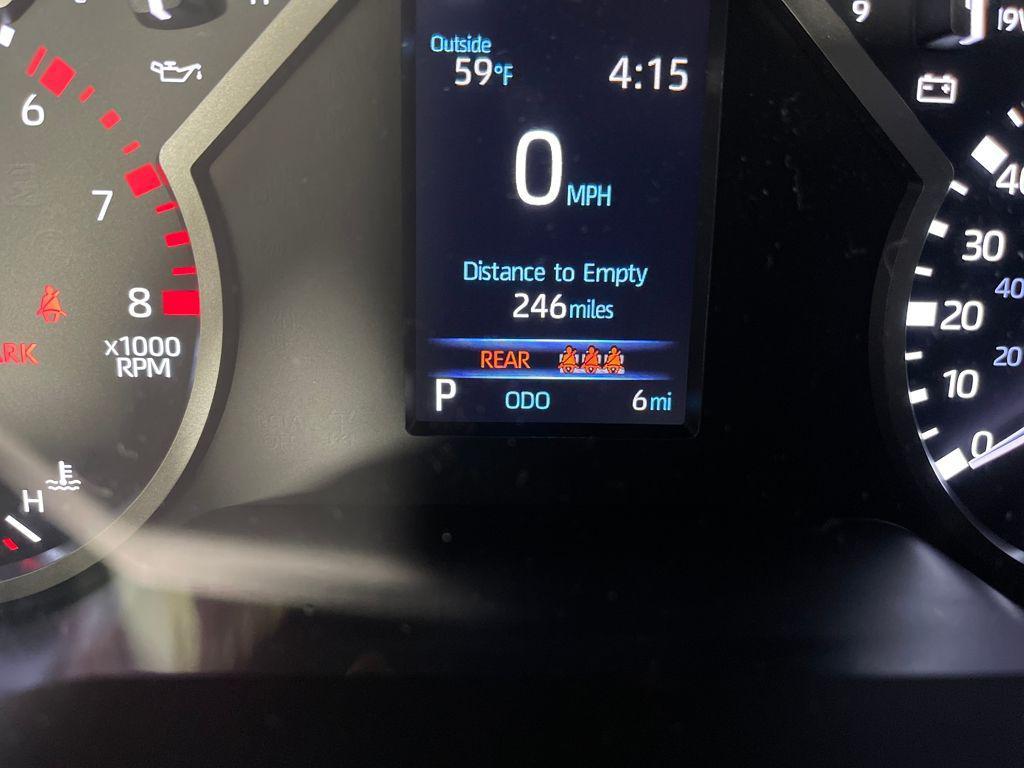 Outside
59°F
4:15
0 MPH
Distance to Empty
246 miles
REAR
P
ODO
6 mi
6
7
8
x1000
RPM
H
9
40
30
20
10
0
40
20